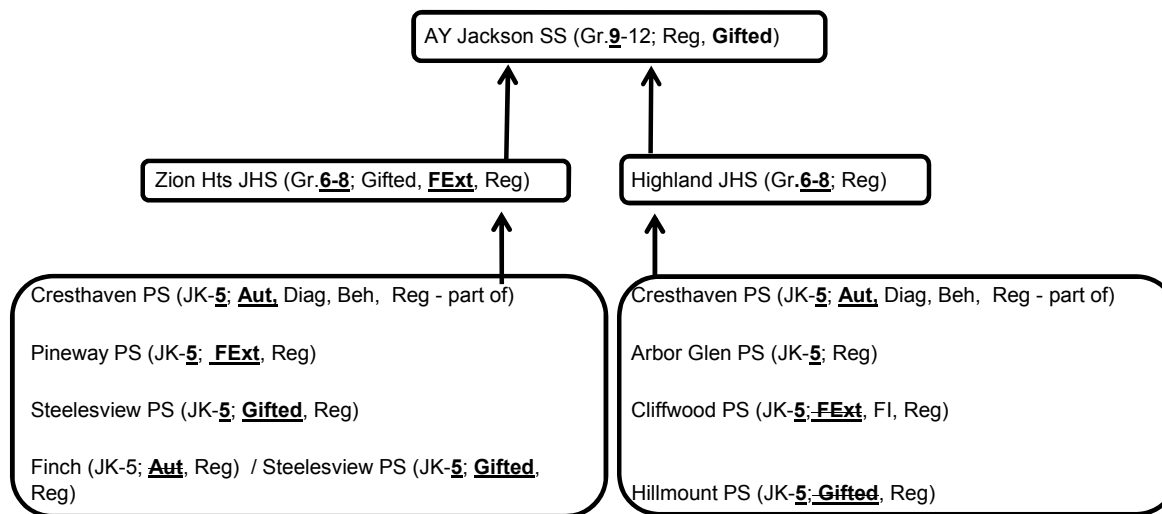 AY Jackson SS (Gr.9-12; Reg, Gifted)
Zion Hts JHS (Gr.6-8; Gifted, FExt, Reg)
Highland JHS (Gr.6-8; Reg)
Cresthaven PS (JK-5; Aut, Diag, Beh, Reg - part of)
Pineway PS (JK-5; FExt, Reg)
Steelesview PS (JK-5; Gifted, Reg)
Finch (JK-5; Aut, Reg) / Steelesview PS (JK-5; Gifted,
Reg)
Cresthaven PS (JK-5; Aut, Diag, Beh, Reg - part of)
Arbor Glen PS (JK-5; Reg)
Cliffwood PS (JK-5; FExt, FI, Reg)
Hillmount PS (JK-5; Gifted, Reg)